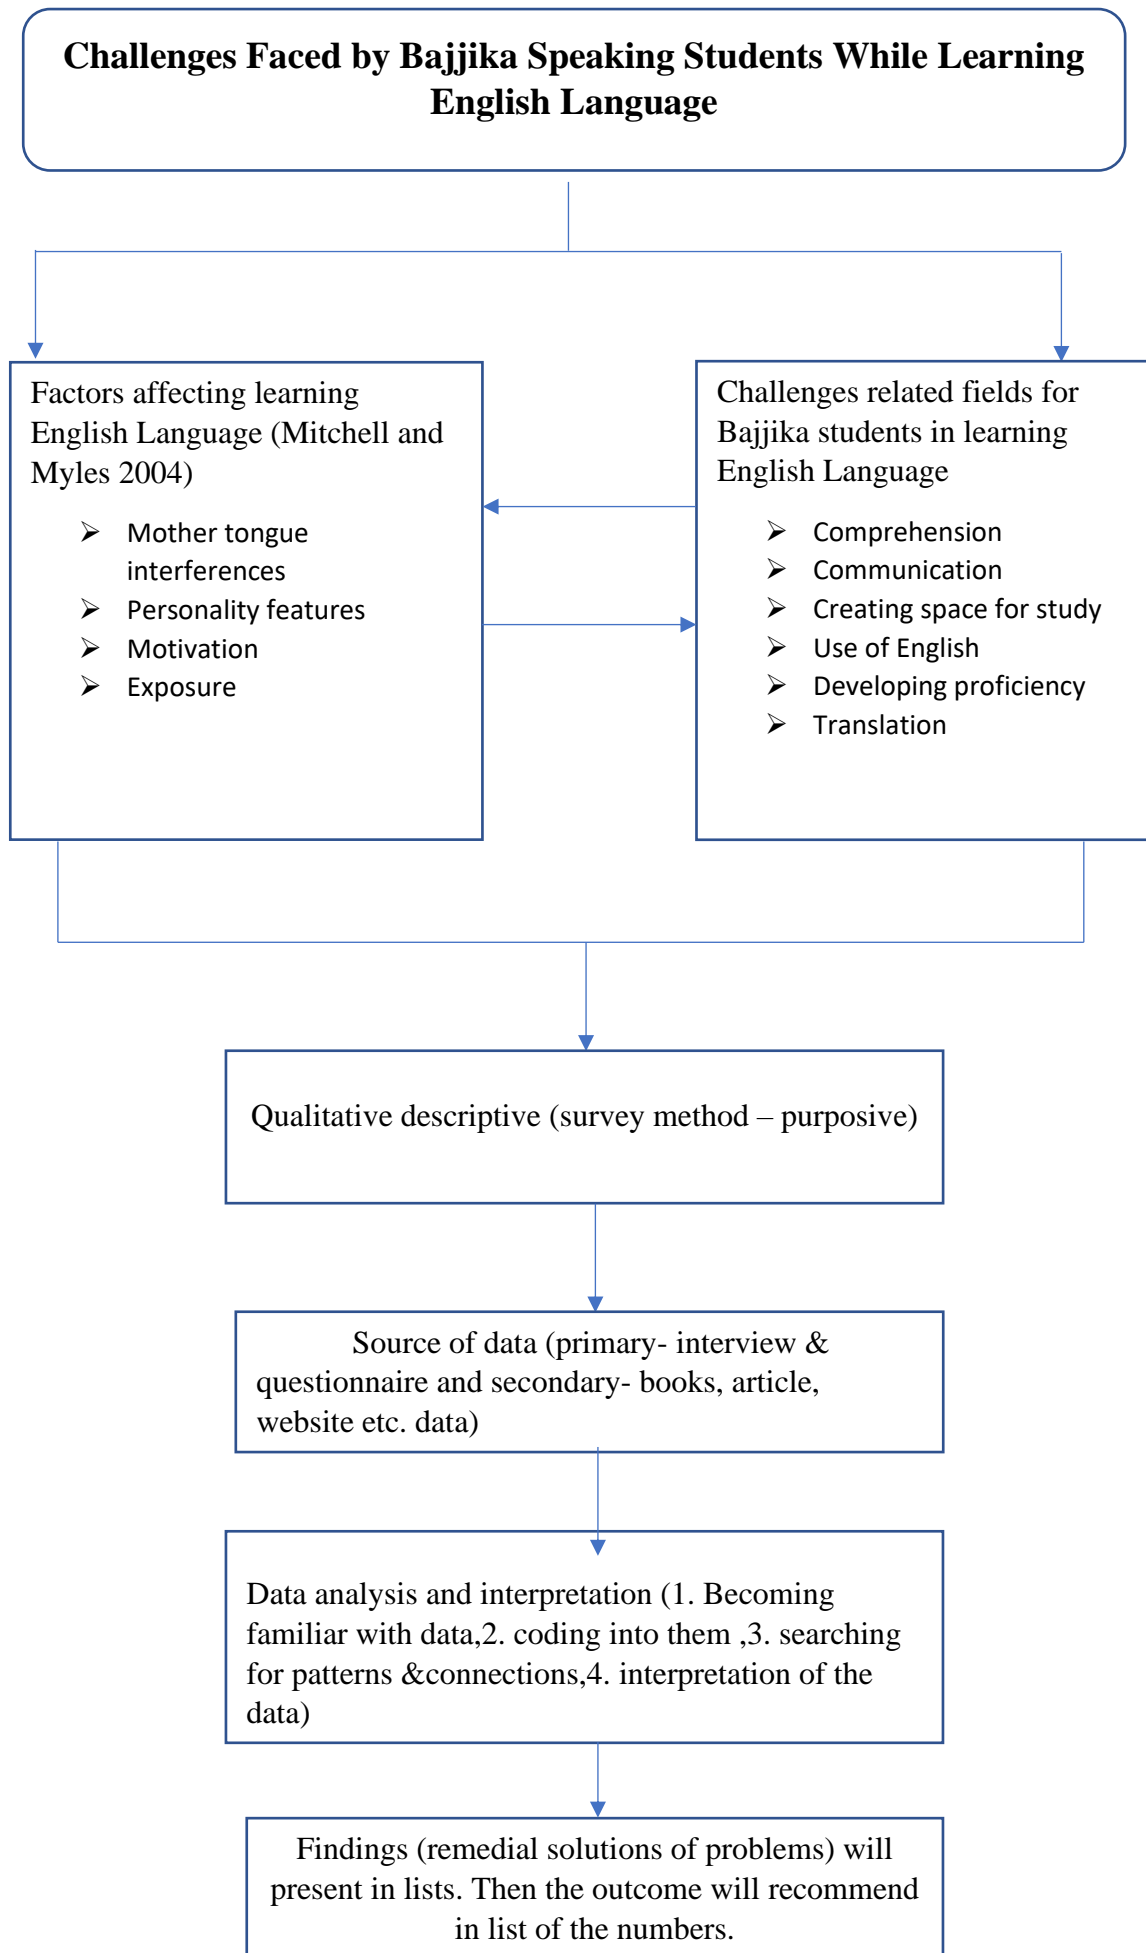 Challenges Faced by Bajjika Speaking Students While Learning
English Language
Factors affecting learning
English Language (Mitchell and
Myles 2004)
➢ Mother tongue
interferences
➢ Personality features
➢ Motivation
➢ Exposure
Challenges related fields for
Bajjika students in learning
English Language
➢ Comprehension
➢ Communication
➢ Creating space for study
➢ Use of English
➢ Developing proficiency
➢ Translation
Qualitative descriptive (survey method – purposive)
Source of data (primary- interview &
questionnaire and secondary- books, article,
website etc. data)
Data analysis and interpretation (1. Becoming
familiar with data,2. coding into them ,3. searching
for patterns &connections,4. interpretation of the
data)
Findings (remedial solutions of problems) will
present in lists. Then the outcome will recommend
in list of the numbers.